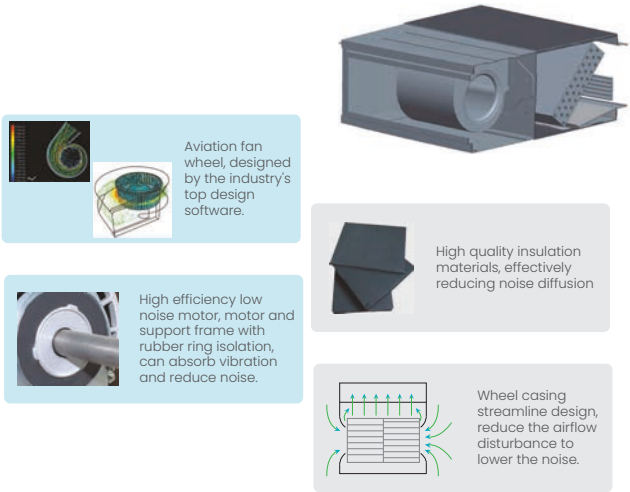 Aviation fan
wheel, designed
by the industry's
top design
software.
High quality insulation
materials, effectively
reducing noise diffusion
High efficiency low
noise motor, motor and
support frame with
rubber ring isolation,
can absorb vibration
and reduce noise.
Wheel casing
streamline design,
reduce the airflow
disturbance to
lower the noise.